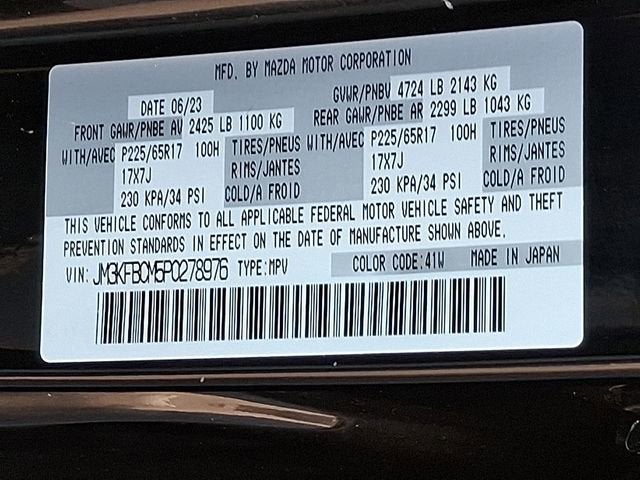 MFD. BY MAZDA MOTOR CORPORATION
DATE 06/23 GVWR/PNBV 4724 LB 2143 KG
FRONT GAWR/PNBE AV 2425 LB 1100 KG REAR GAWR/PNBE AR 2299 LB 1043 KG
WITH/AVEC P225/65R17 100H TIRES/PNEUS WITH/AVEC P225/65R17 100H TIRES/PNEUS
17X7J RIMS/JANTES 17X7J RIMS/JANTES
230 KPA/34 PSI COLD/A FROID 230 KPA/34 PSI COLD/A FROID
THIS VEHICLE CONFORMS TO ALL APPLICABLE FEDERAL MOTOR VEHICLE SAFETY AND THEFT
PREVENTION STANDARDS IN EFFECT ON THE DATE OF MANUFACTURE SHOWN ABOVE.
VIN: JM3KFBCM5P0278976 TYPE:MPV COLOR CODE:41W MADE IN JAPAN